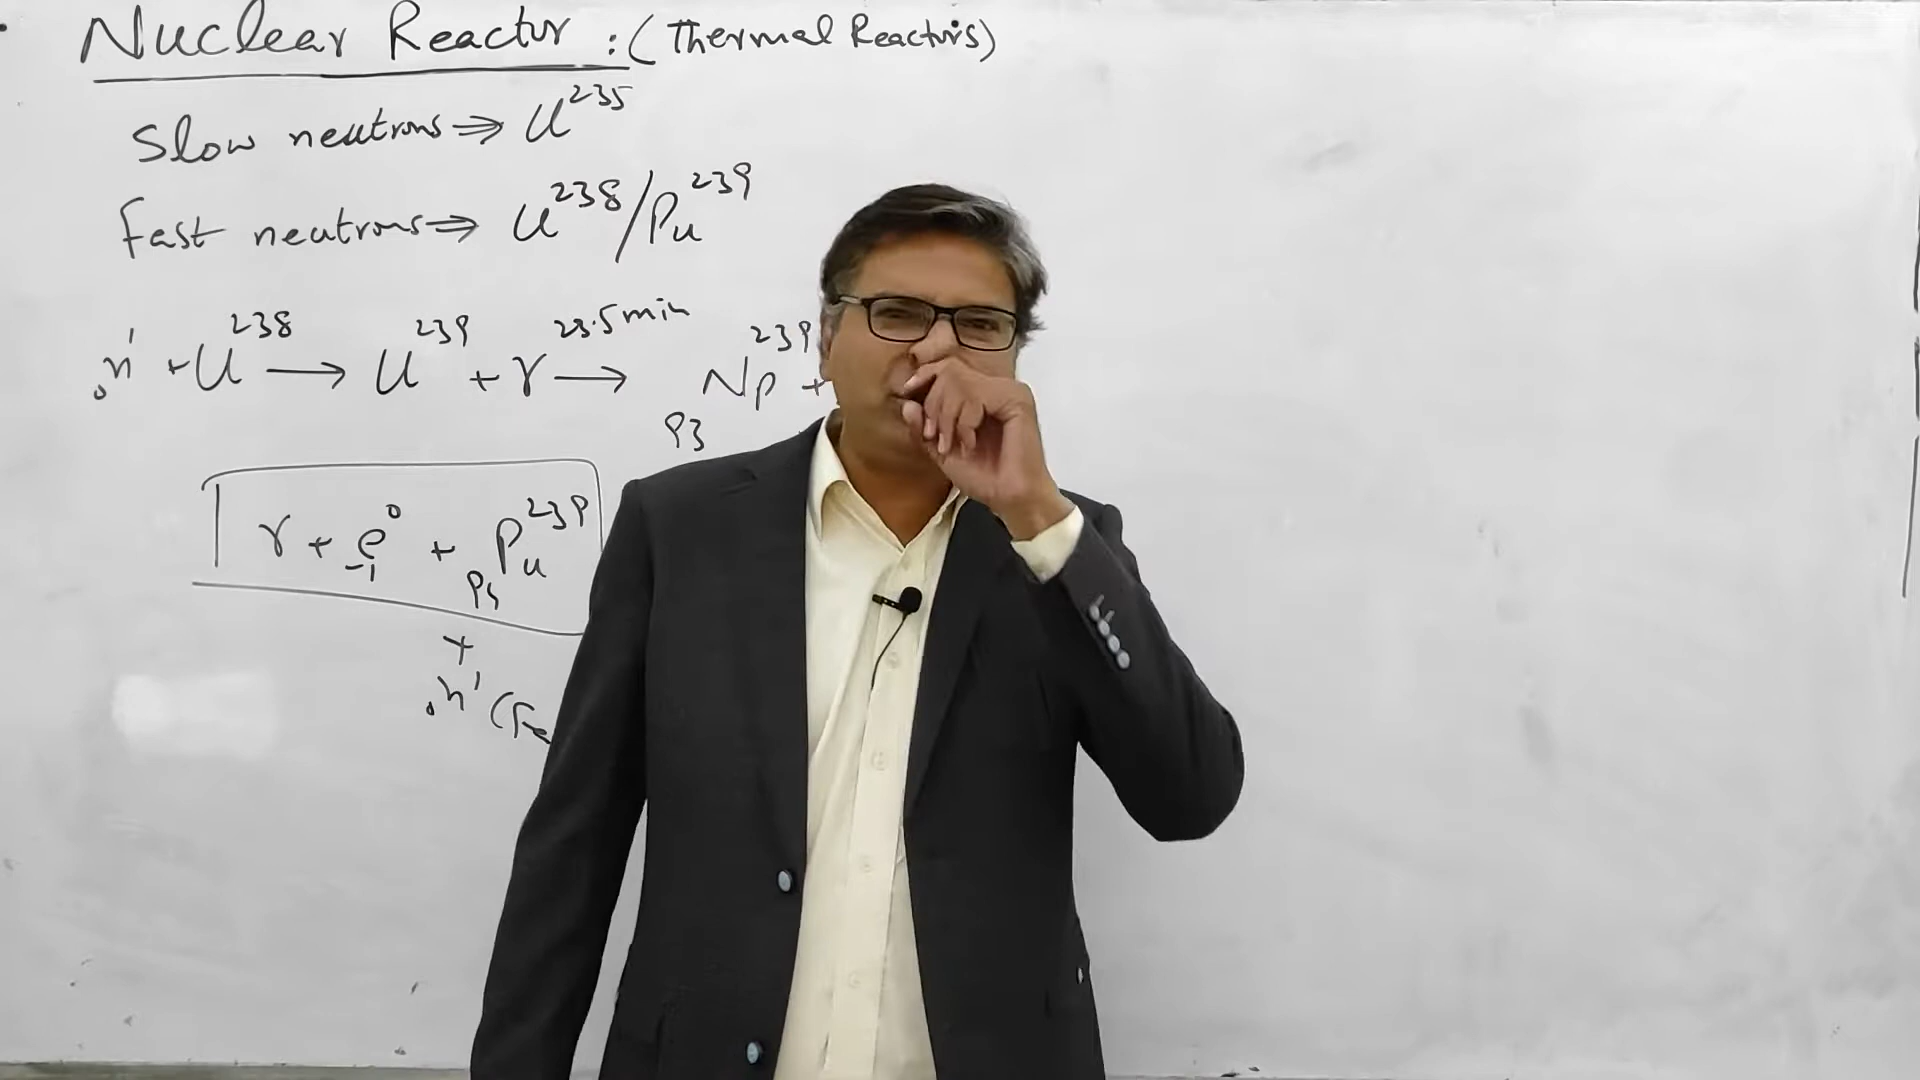 Nuclear Reactor : (Thermal Reactors)
Slow neutrons ⇒ U²³⁵
Fast neutrons ⇒ U²³⁸/Pu²³⁹
₀n¹ + U²³⁸ → U²³⁹ + γ 23.5 min → ₉₃Np²³⁹ +
γ + ₋₁e⁰ + ₉₄Pu²³⁹
+
₀n¹ (